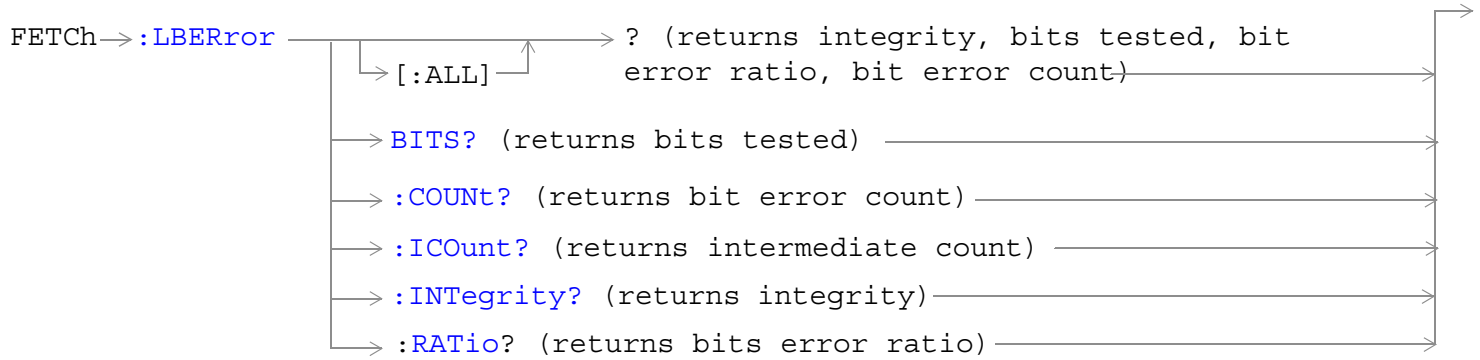 FETCh :LBERror ? (returns integrity, bits tested, bit
[:ALL] error ratio, bit error count)
BITS? (returns bits tested)
:COUNt? (returns bit error count)
:ICOunt? (returns intermediate count)
:INTegrity? (returns integrity)
:RATio? (returns bits error ratio)